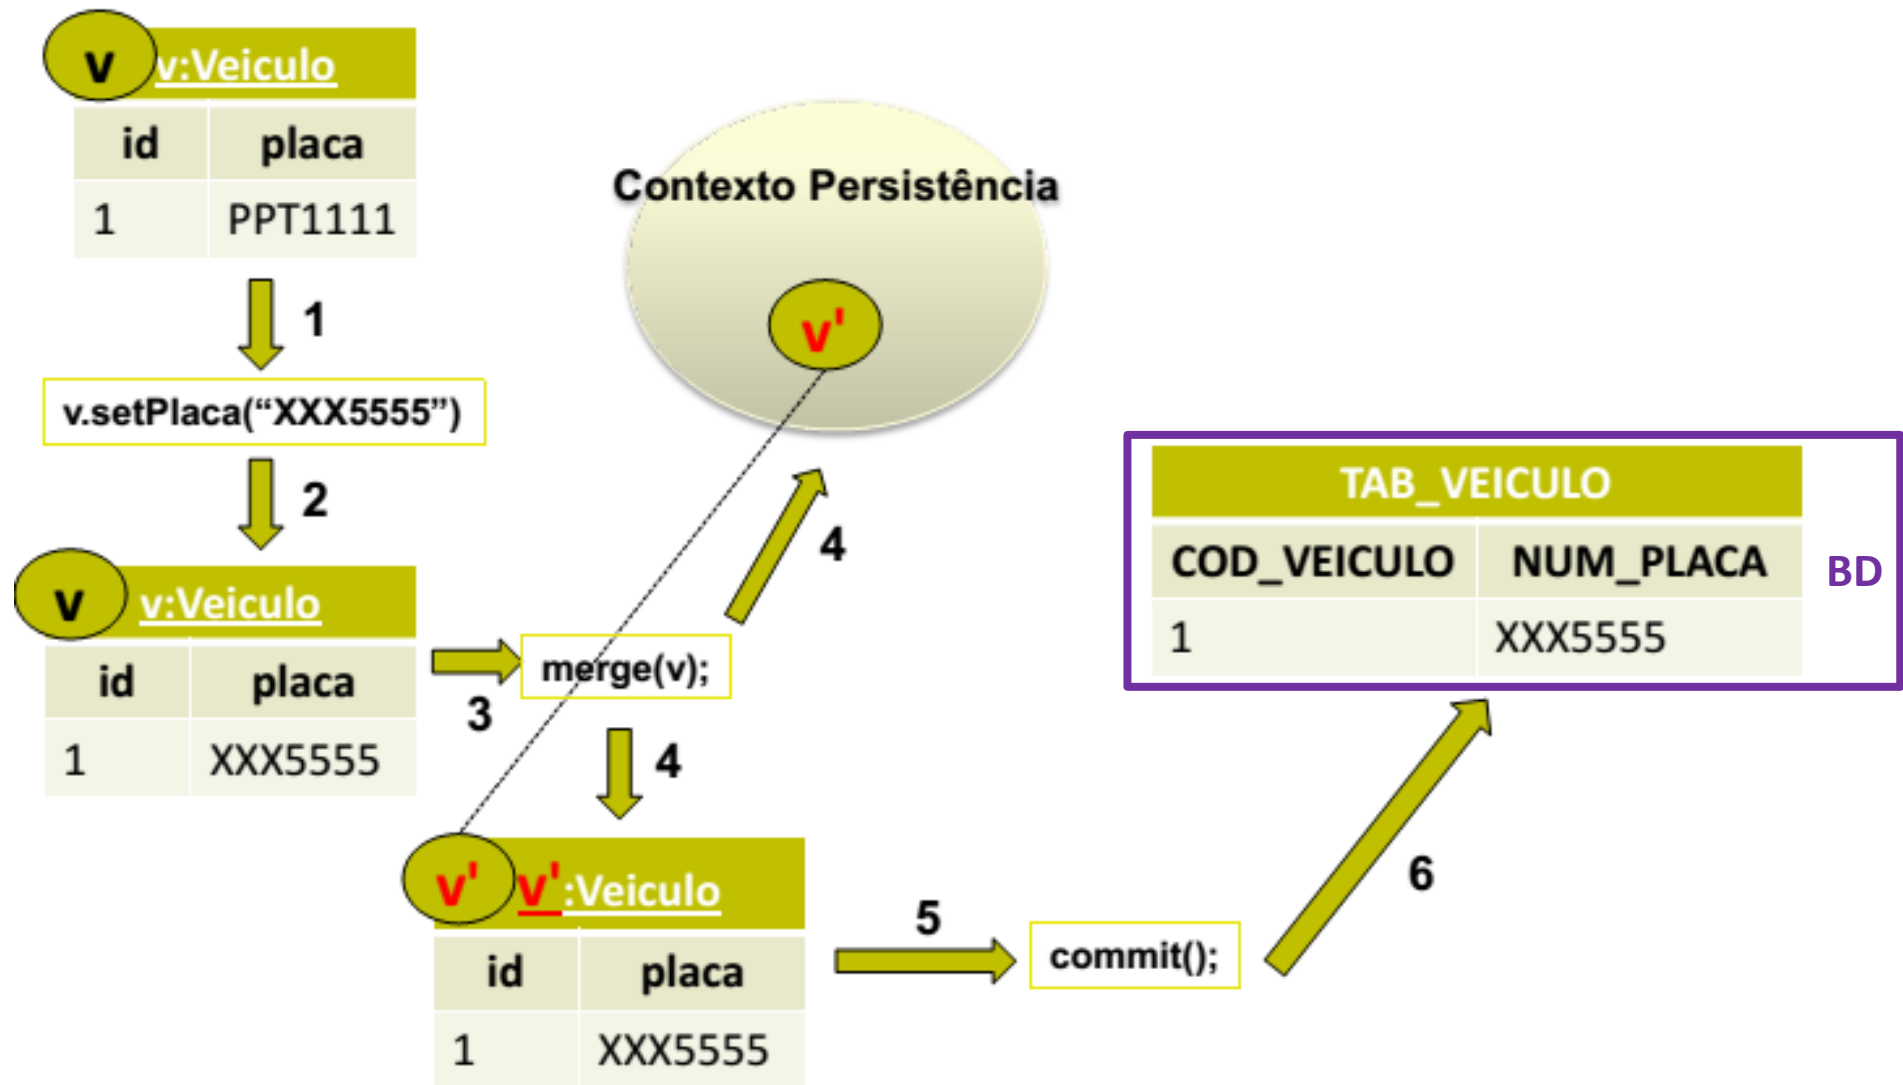 v v:Veiculo
id placa
1 PPT1111
1
v.setPlaca(“XXX5555”)
2
v v:Veiculo
id placa
1 XXX5555
3
merge(v);
4
Contexto Persistência
v'
4
v' v':Veiculo
id placa
1 XXX5555
5
commit();
6
TAB_VEICULO
COD_VEICULO NUM_PLACA
1 XXX5555
BD